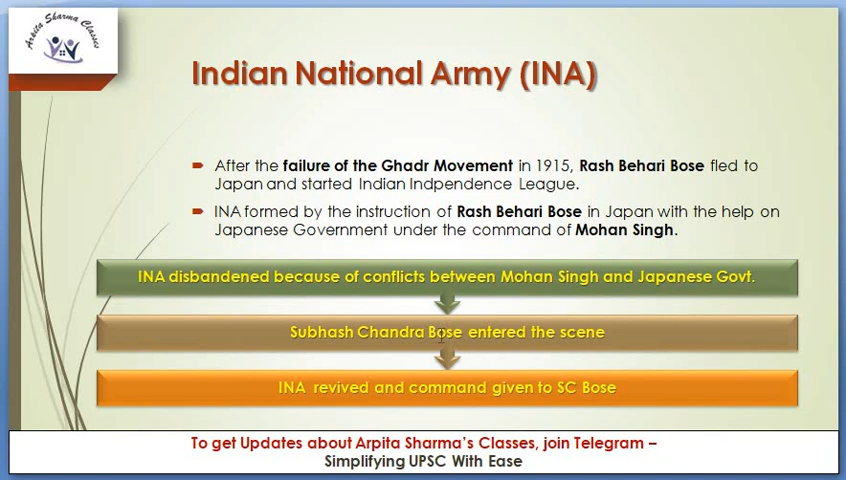 Arpita Sharma Classes
Indian National Army (INA)
After the failure of the Ghadr Movement in 1915, Rash Behari Bose fled to
Japan and started Indian Indpendence League.
INA formed by the instruction of Rash Behari Bose in Japan with the help on
Japanese Government under the command of Mohan Singh.
INA disbandened because of conflicts between Mohan Singh and Japanese Govt.
Subhash Chandra Bose entered the scene
INA revived and command given to SC Bose
To get Updates about Arpita Sharma's Classes, join Telegram –
Simplifying UPSC With Ease